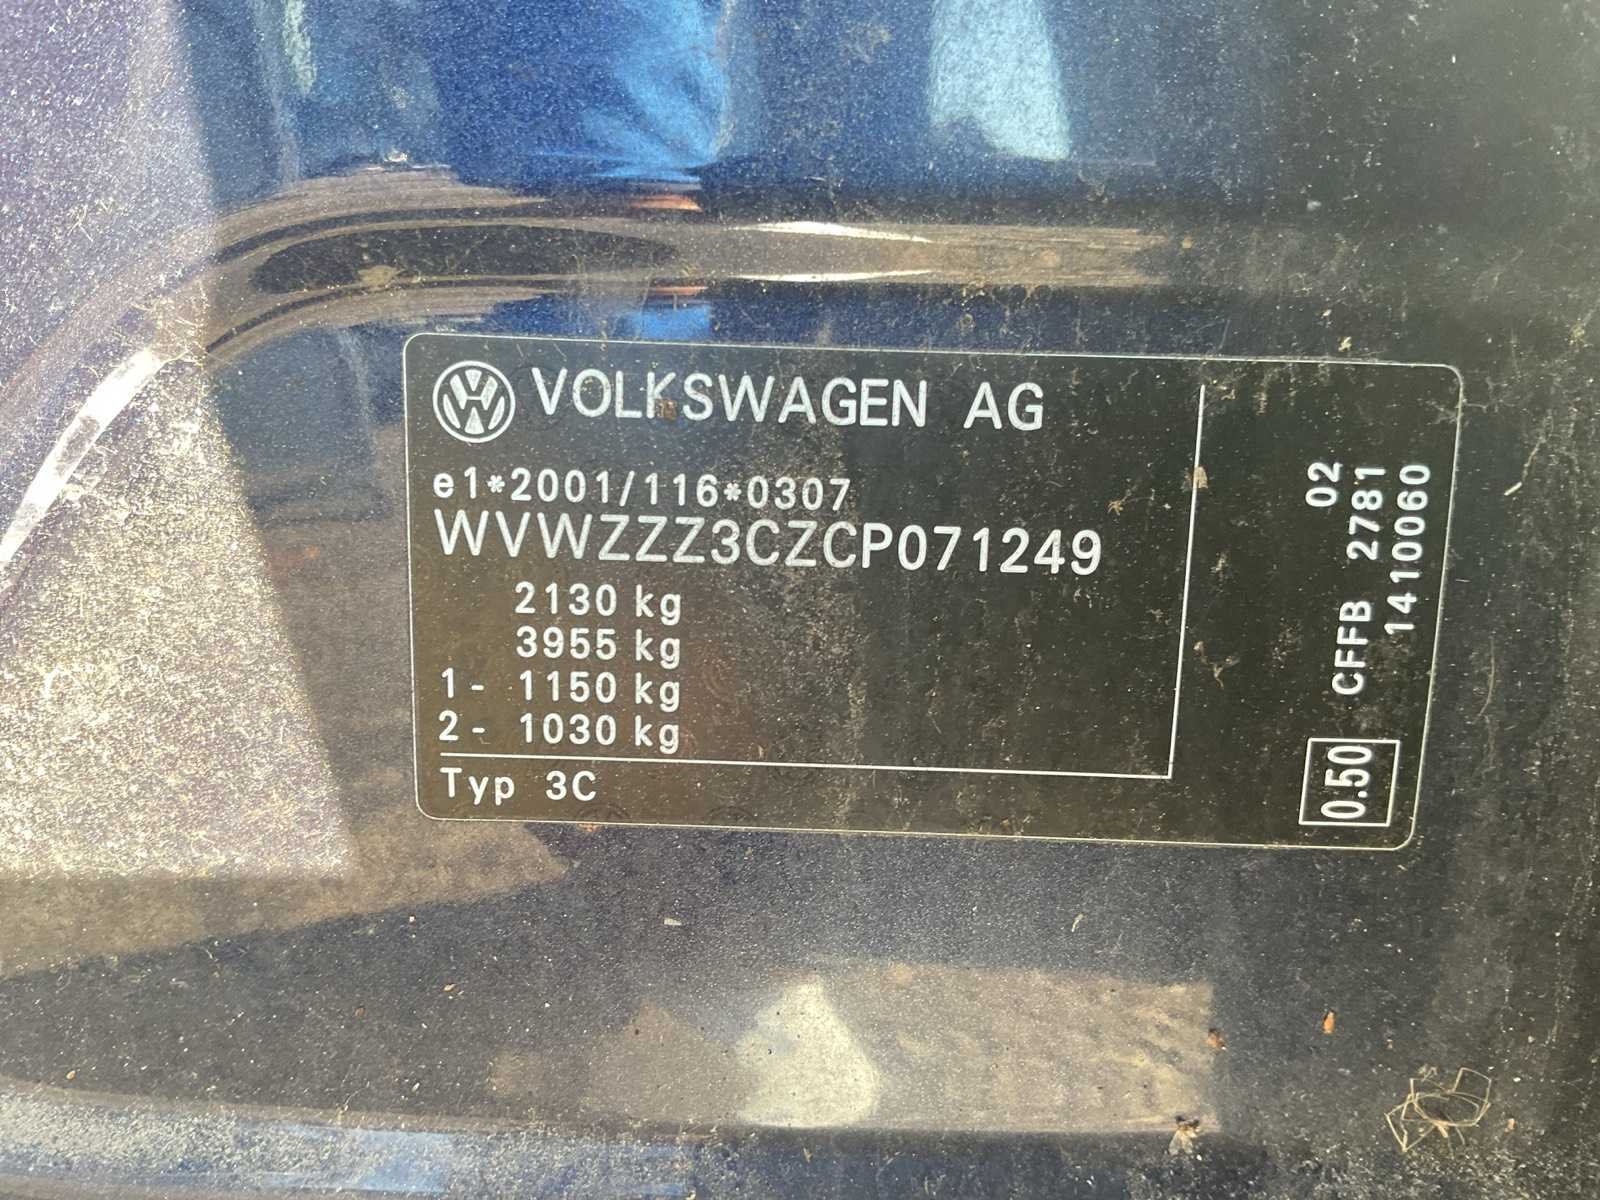 VOLKSWAGEN AG
e1*2001/116*0307
WVWZZZ3CZCP071249
2130 kg
3955 kg
1- 1150 kg
2- 1030 kg
Typ 3C
02
CFFB 2781
1410060
0.50